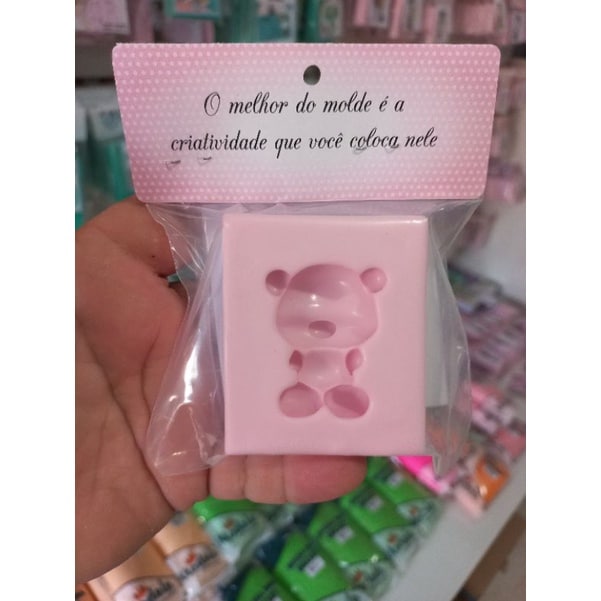 O melhor do molde é a
criatividade que você coloca nele